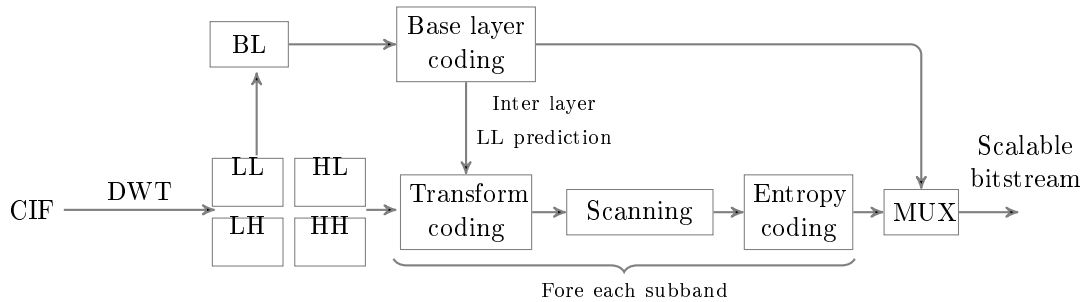 BL
Base layer
coding
Inter layer
LL prediction
Scalable
bitstream
CIF
DWT
LL
HL
LH
HH
Transform
coding
Scanning
Entropy
coding
MUX
Fore each subband